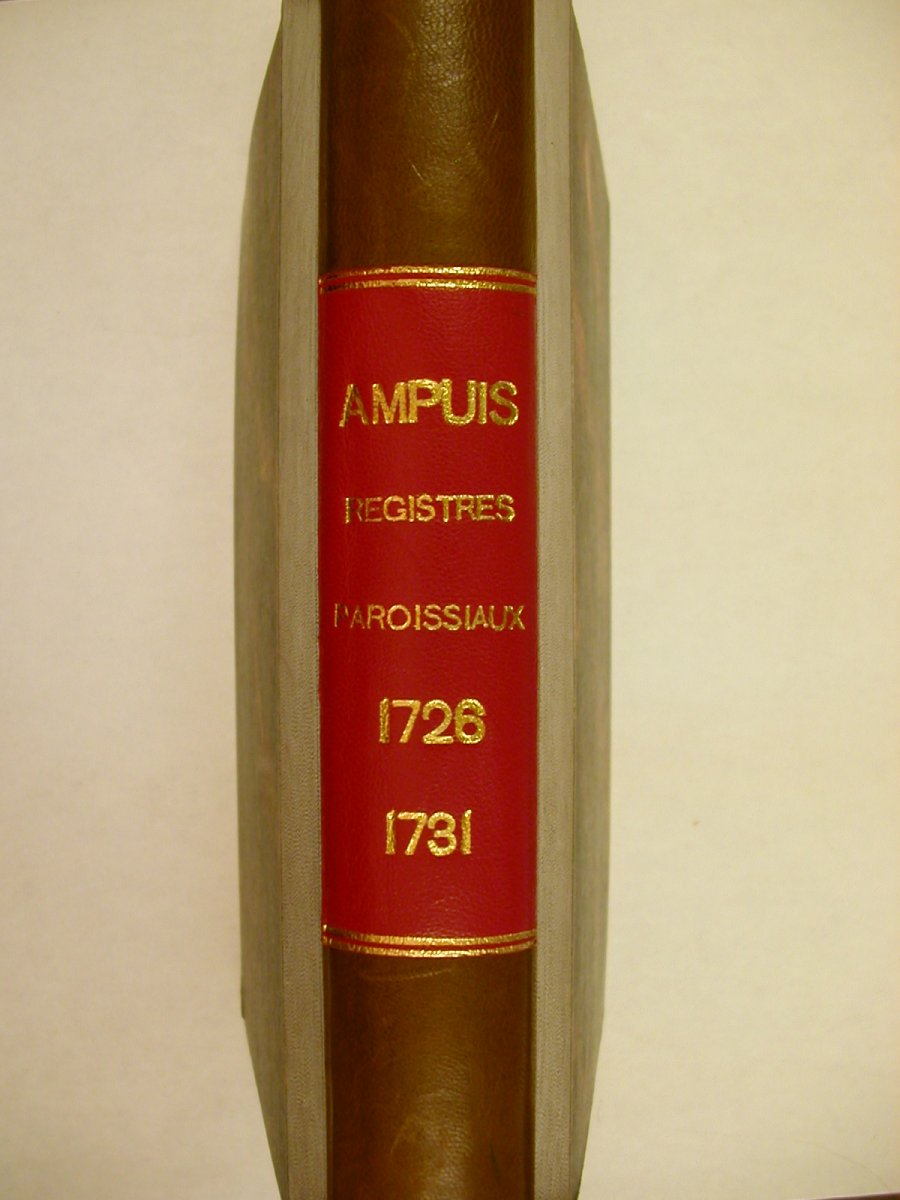 AMPUIS
REGISTRES
PAROISSIAUX
1726
1731